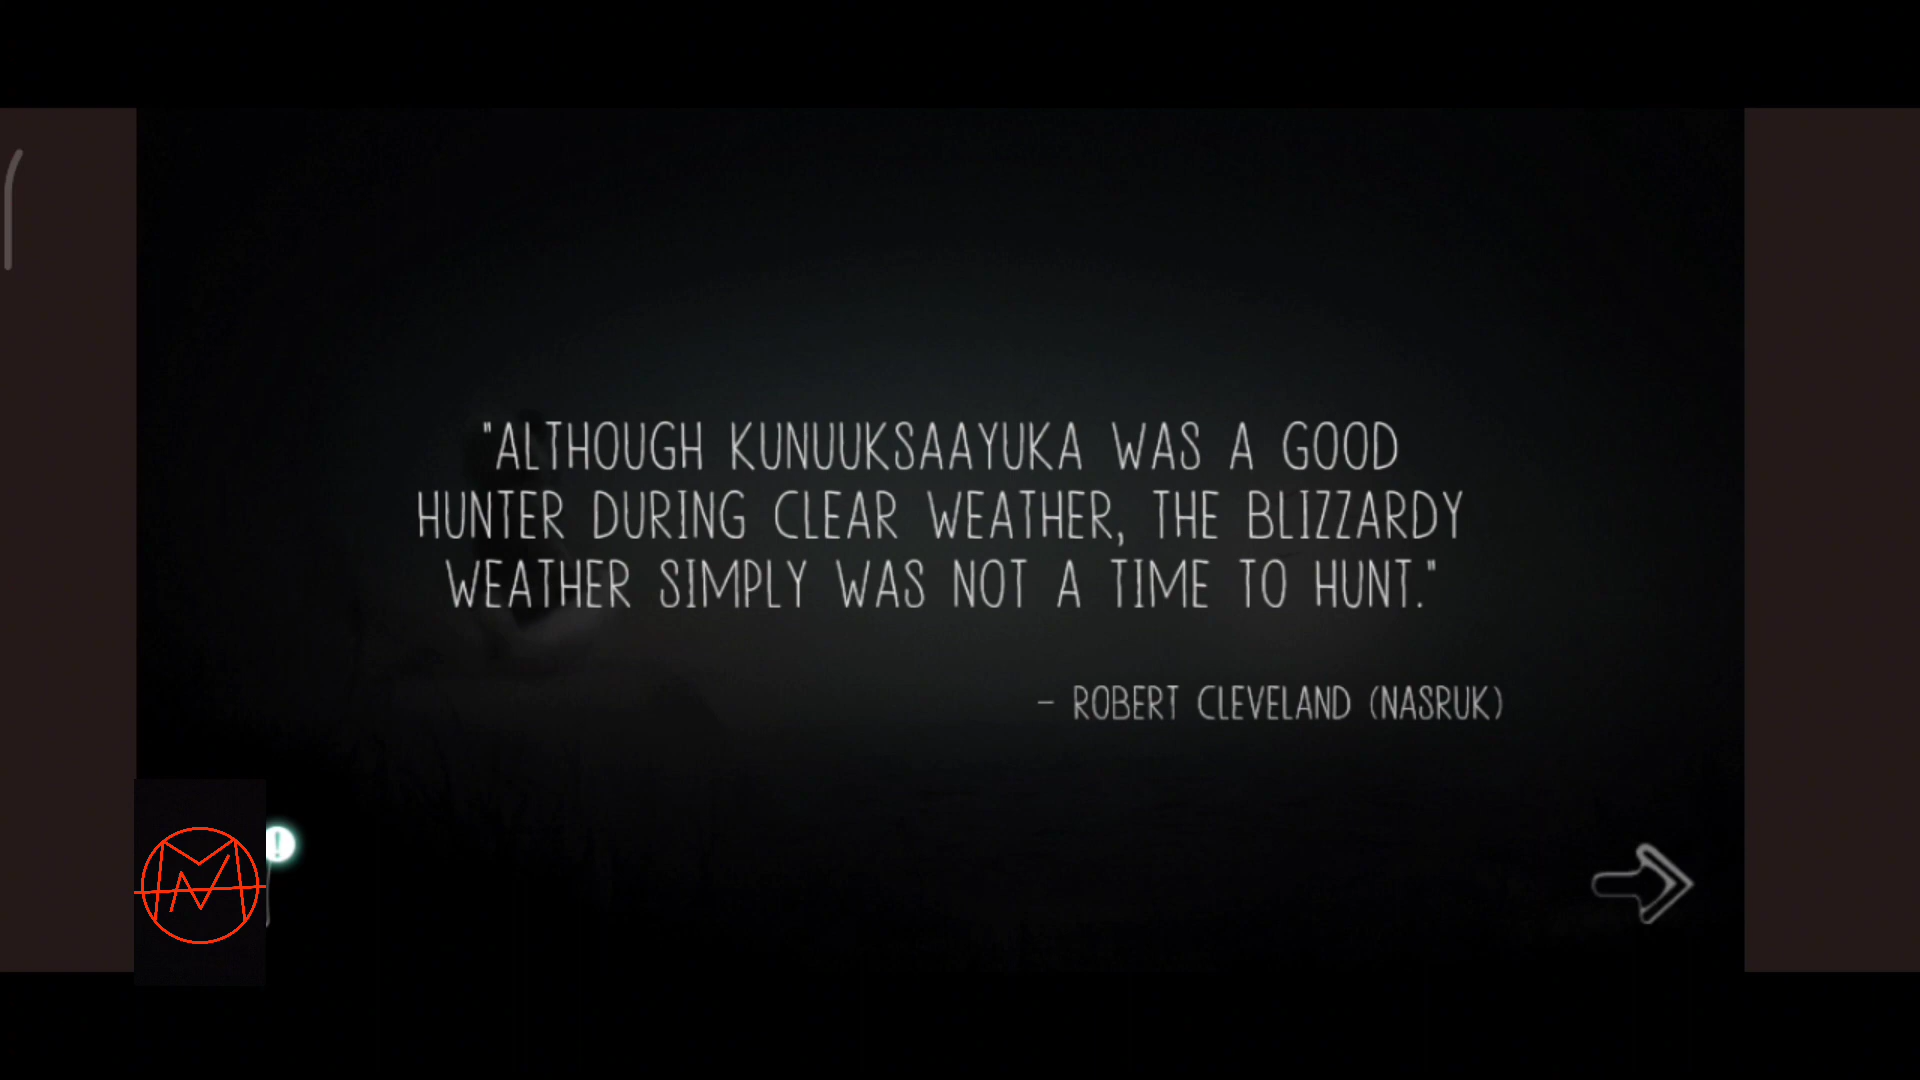 "ALTHOUGH KUNUUKSAAYUKA WAS A GOOD
HUNTER DURING CLEAR WEATHER, THE BLIZZARDY
WEATHER SIMPLY WAS NOT A TIME TO HUNT."
- ROBERT CLEVELAND (NASRUK)
!